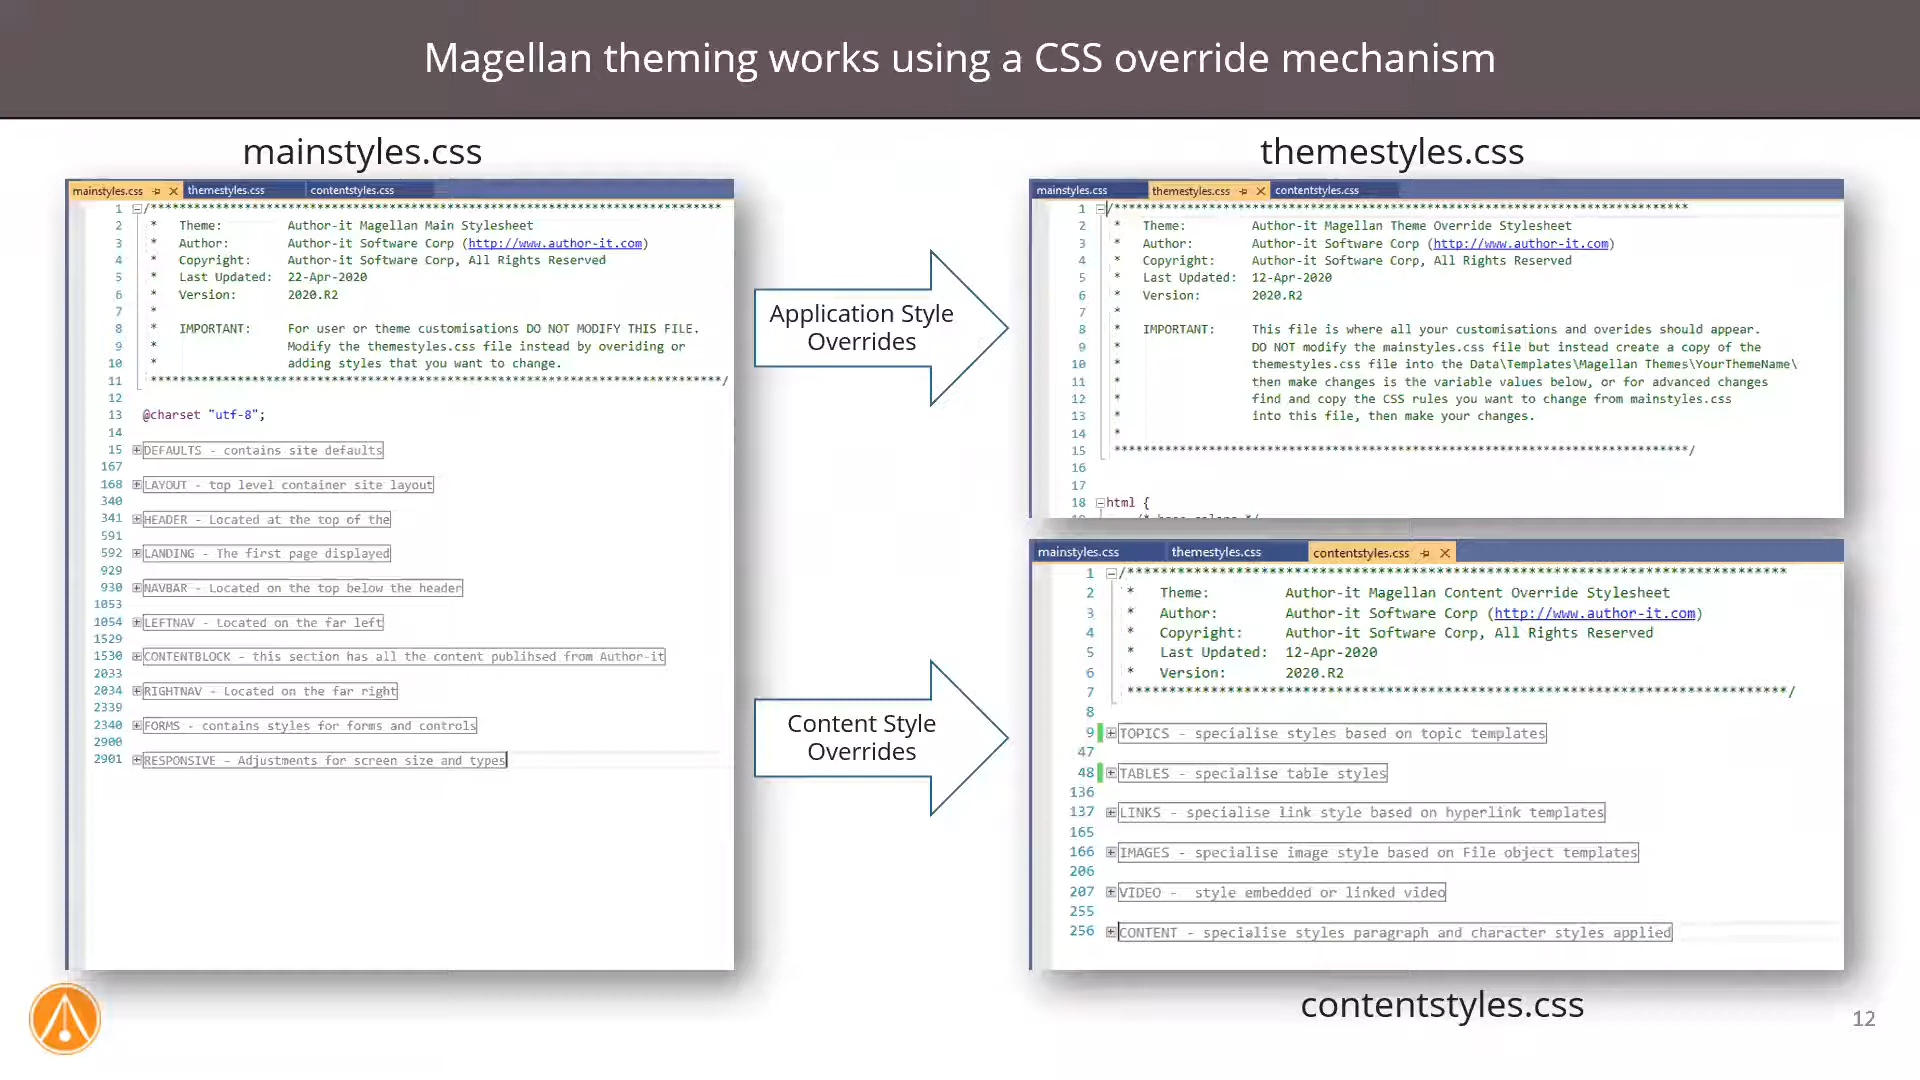 Magellan theming works using a CSS override mechanism
mainstyles.css
mainstyles.css themestyles.css contentstyles.css
1 /************************************************************************
2 * Theme: Author-it Magellan Main Stylesheet
3 * Author: Author-it Software Corp (http://www.author-it.com)
4 * Copyright: Author-it Software Corp, All Rights Reserved
5 * Last Updated: 22-Apr-2020
6 * Version: 2020.R2
7 *
8 * IMPORTANT: For user or theme customisations DO NOT MODIFY THIS FILE.
9 * Modify the themestyles.css file instead by overiding or
10 * adding styles that you want to change.
11 ************************************************************************/
12
13 @charset "utf-8";
14
15 DEFAULTS - contains site defaults
167
168 LAYOUT - top level container site layout
340
341 HEADER - Located at the top of the
591
592 LANDING - The first page displayed
929
930 NAVBAR - Located on the top below the header
1053
1054 LEFTNAV - Located on the far left
1529
1530 CONTENTBLOCK - this section has all the content publihsed from Author-it
2033
2034 RIGHTNAV - Located on the far right
2339
2340 FORMS - contains styles for forms and controls
2900
2901 RESPONSIVE - Adjustments for screen size and types
Application Style
Overrides
Content Style
Overrides
themestyles.css
mainstyles.css themestyles.css contentstyles.css
1 /************************************************************************
2 * Theme: Author-it Magellan Theme Override Stylesheet
3 * Author: Author-it Software Corp (http://www.author-it.com)
4 * Copyright: Author-it Software Corp, All Rights Reserved
5 * Last Updated: 12-Apr-2020
6 * Version: 2020.R2
7 *
8 * IMPORTANT: This file is where all your customisations and overides should appear.
9 * DO NOT modify the mainstyles.css file but instead create a copy of the
10 * themestyles.css file into the Data\Templates\Magellan Themes\YourThemeName\
11 * then make changes is the variable values below, or for advanced changes
12 * find and copy the CSS rules you want to change from mainstyles.css
13 * into this file, then make your changes.
14 *
15 ************************************************************************/
16
17
18 html {
mainstyles.css themestyles.css contentstyles.css
1 /************************************************************************
2 * Theme: Author-it Magellan Content Override Stylesheet
3 * Author: Author-it Software Corp (http://www.author-it.com)
4 * Copyright: Author-it Software Corp, All Rights Reserved
5 * Last Updated: 12-Apr-2020
6 * Version: 2020.R2
7 ************************************************************************/
8
9 TOPICS - specialise styles based on topic templates
47
48 TABLES - specialise table styles
136
137 LINKS - specialise link style based on hyperlink templates
165
166 IMAGES - specialise image style based on File object templates
206
207 VIDEO - style embedded or linked video
255
256 CONTENT - specialise styles paragraph and character styles applied
contentstyles.css
12